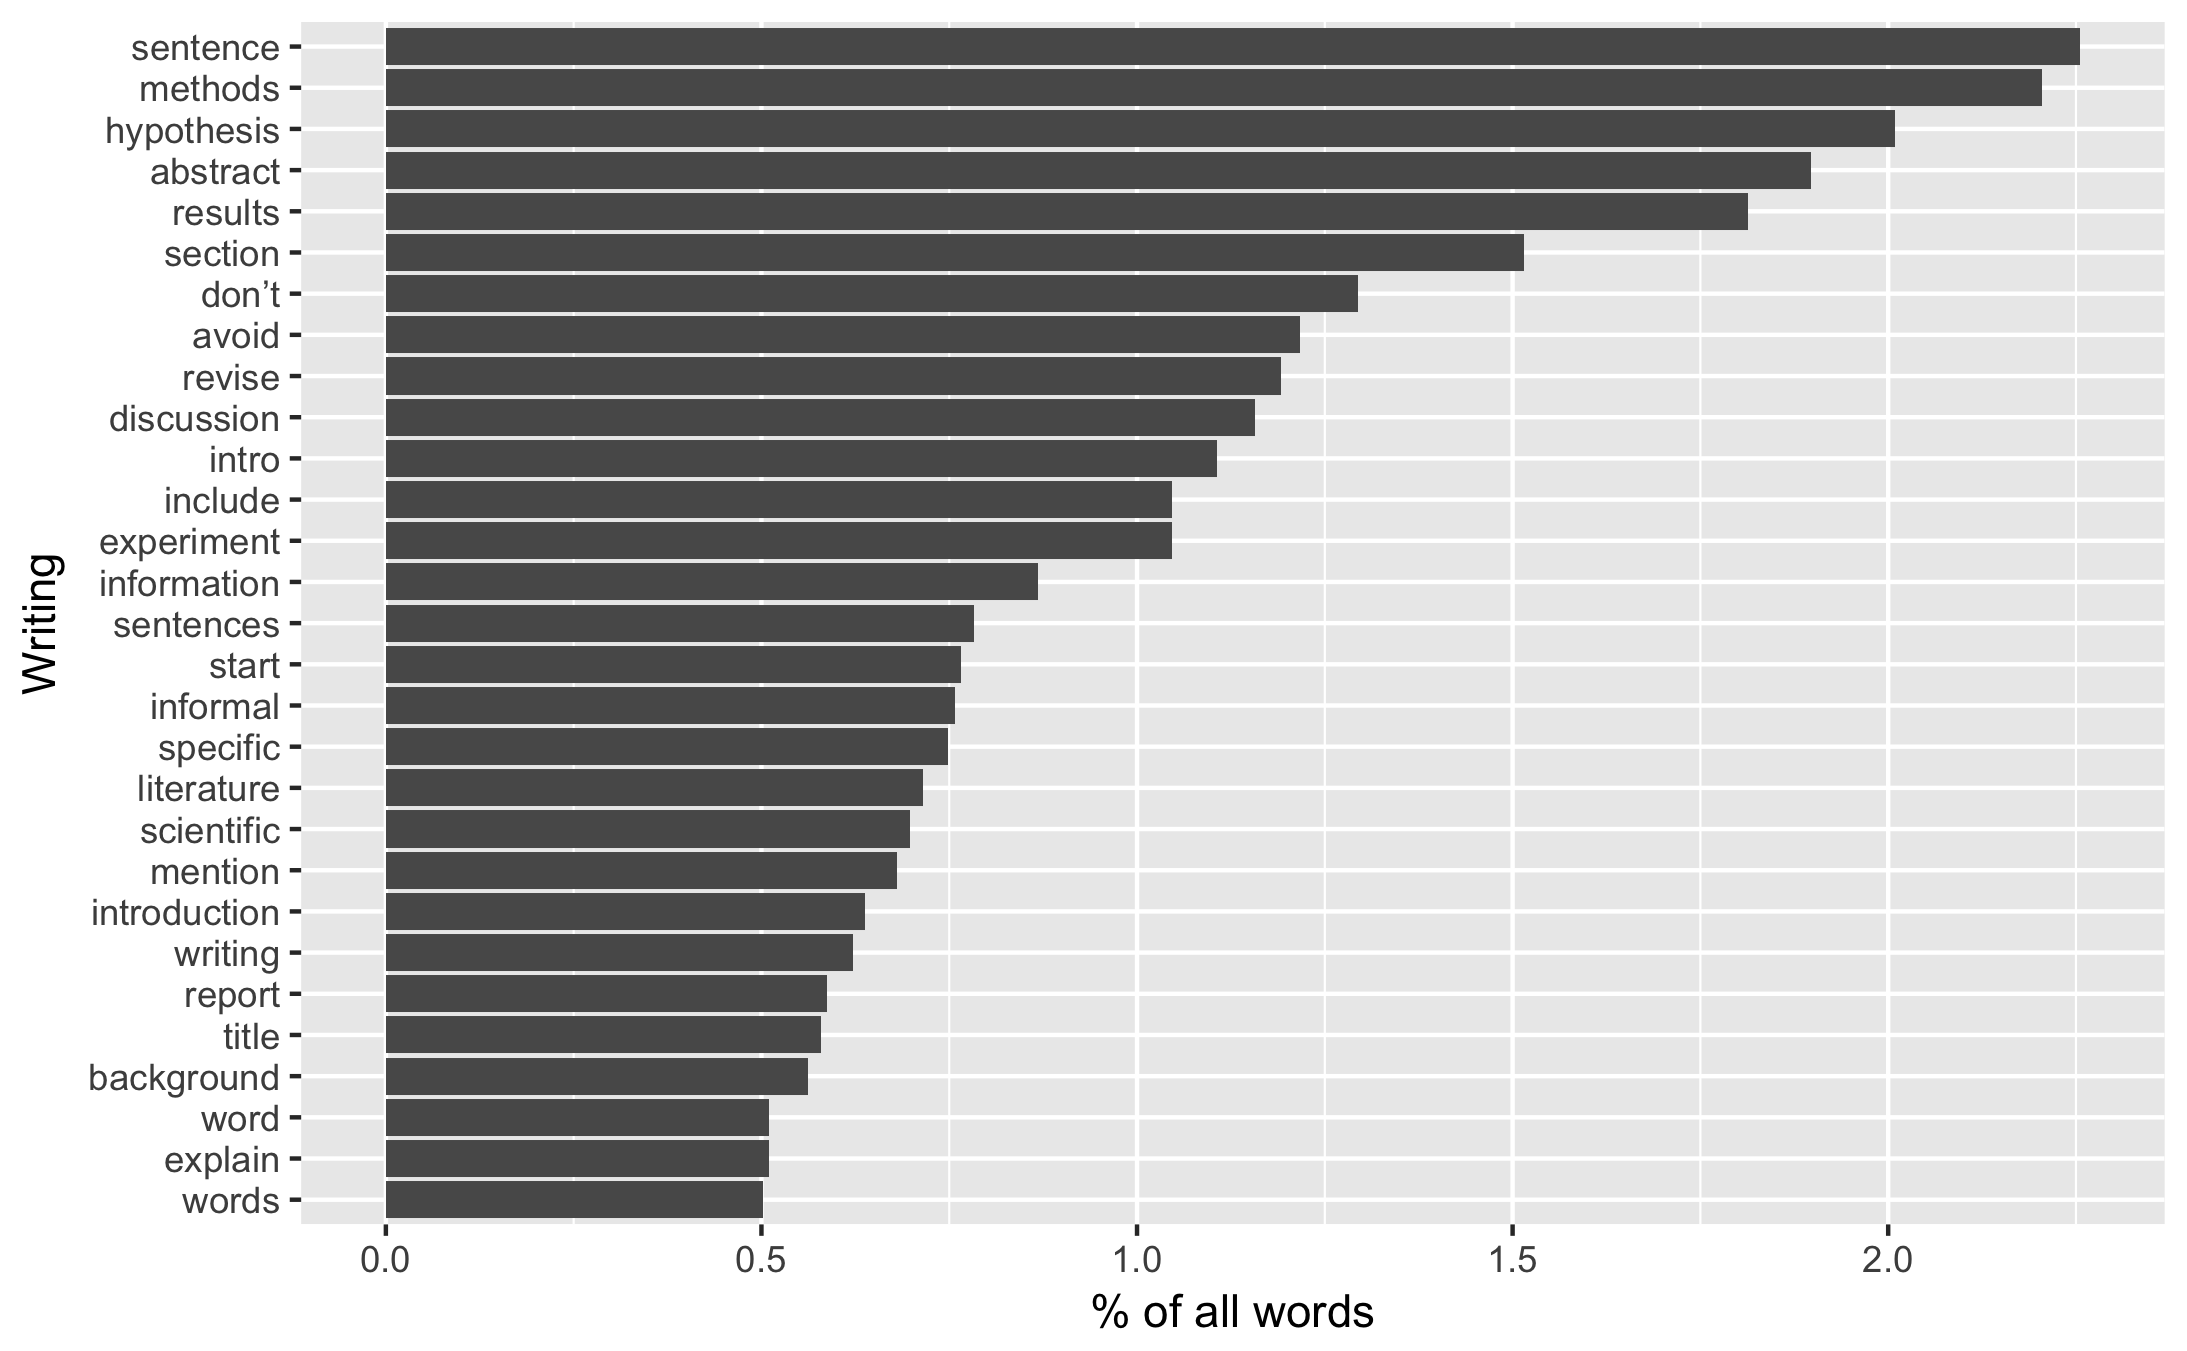 sentence
methods
hypothesis
abstract
results
section
don’t
avoid
revise
discussion
intro
include
experiment
information
sentences
start
informal
specific
literature
scientific
mention
introduction
writing
report
title
background
word
explain
words
Writing
0.0 0.5 1.0 1.5 2.0
% of all words